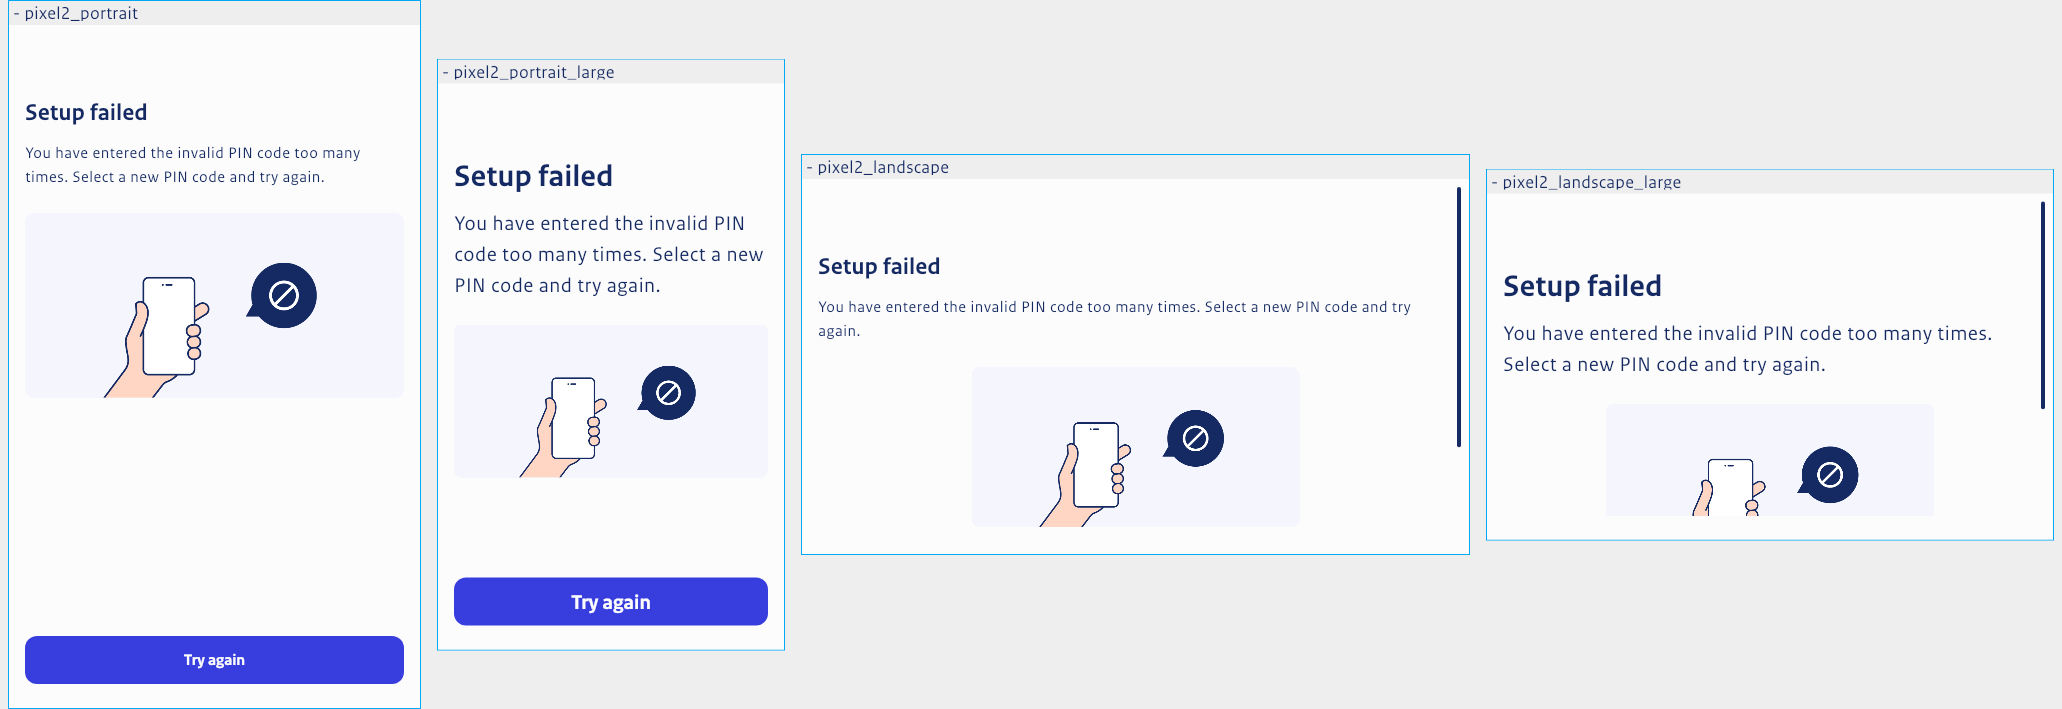 - pixel2_portrait
Setup failed
You have entered the invalid PIN code too many
times. Select a new PIN code and try again.
Try again
- pixel2_portrait_large
Setup failed
You have entered the invalid PIN
code too many times. Select a new
PIN code and try again.
Try again
- pixel2_landscape
Setup failed
You have entered the invalid PIN code too many times. Select a new PIN code and try
again.
- pixel2_landscape_large
Setup failed
You have entered the invalid PIN code too many times.
Select a new PIN code and try again.